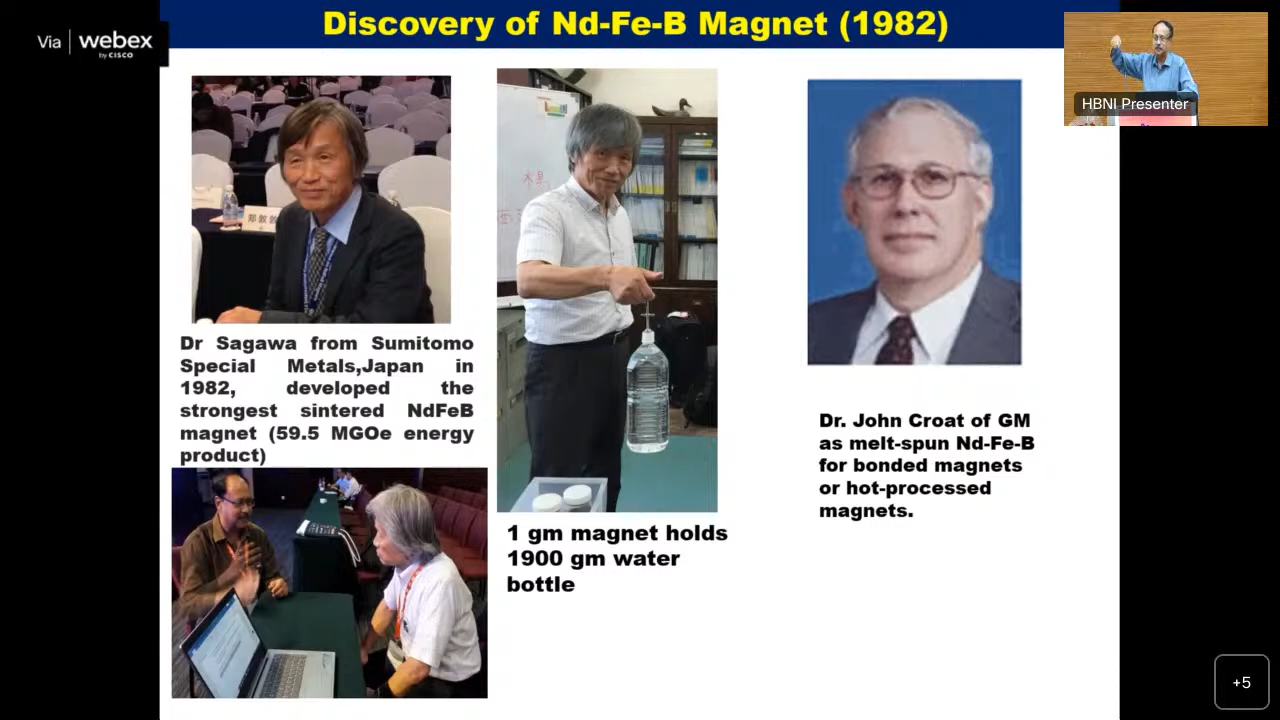 Discovery of Nd-Fe-B Magnet (1982)
Via | webex
by CISCO
HBNI Presenter
Dr Sagawa from Sumitomo
Special Metals,Japan in
1982, developed the
strongest sintered NdFeB
magnet (59.5 MGOe energy
product)
1 gm magnet holds
1900 gm water
bottle
Dr. John Croat of GM
as melt-spun Nd-Fe-B
for bonded magnets
or hot-processed
magnets.
+5